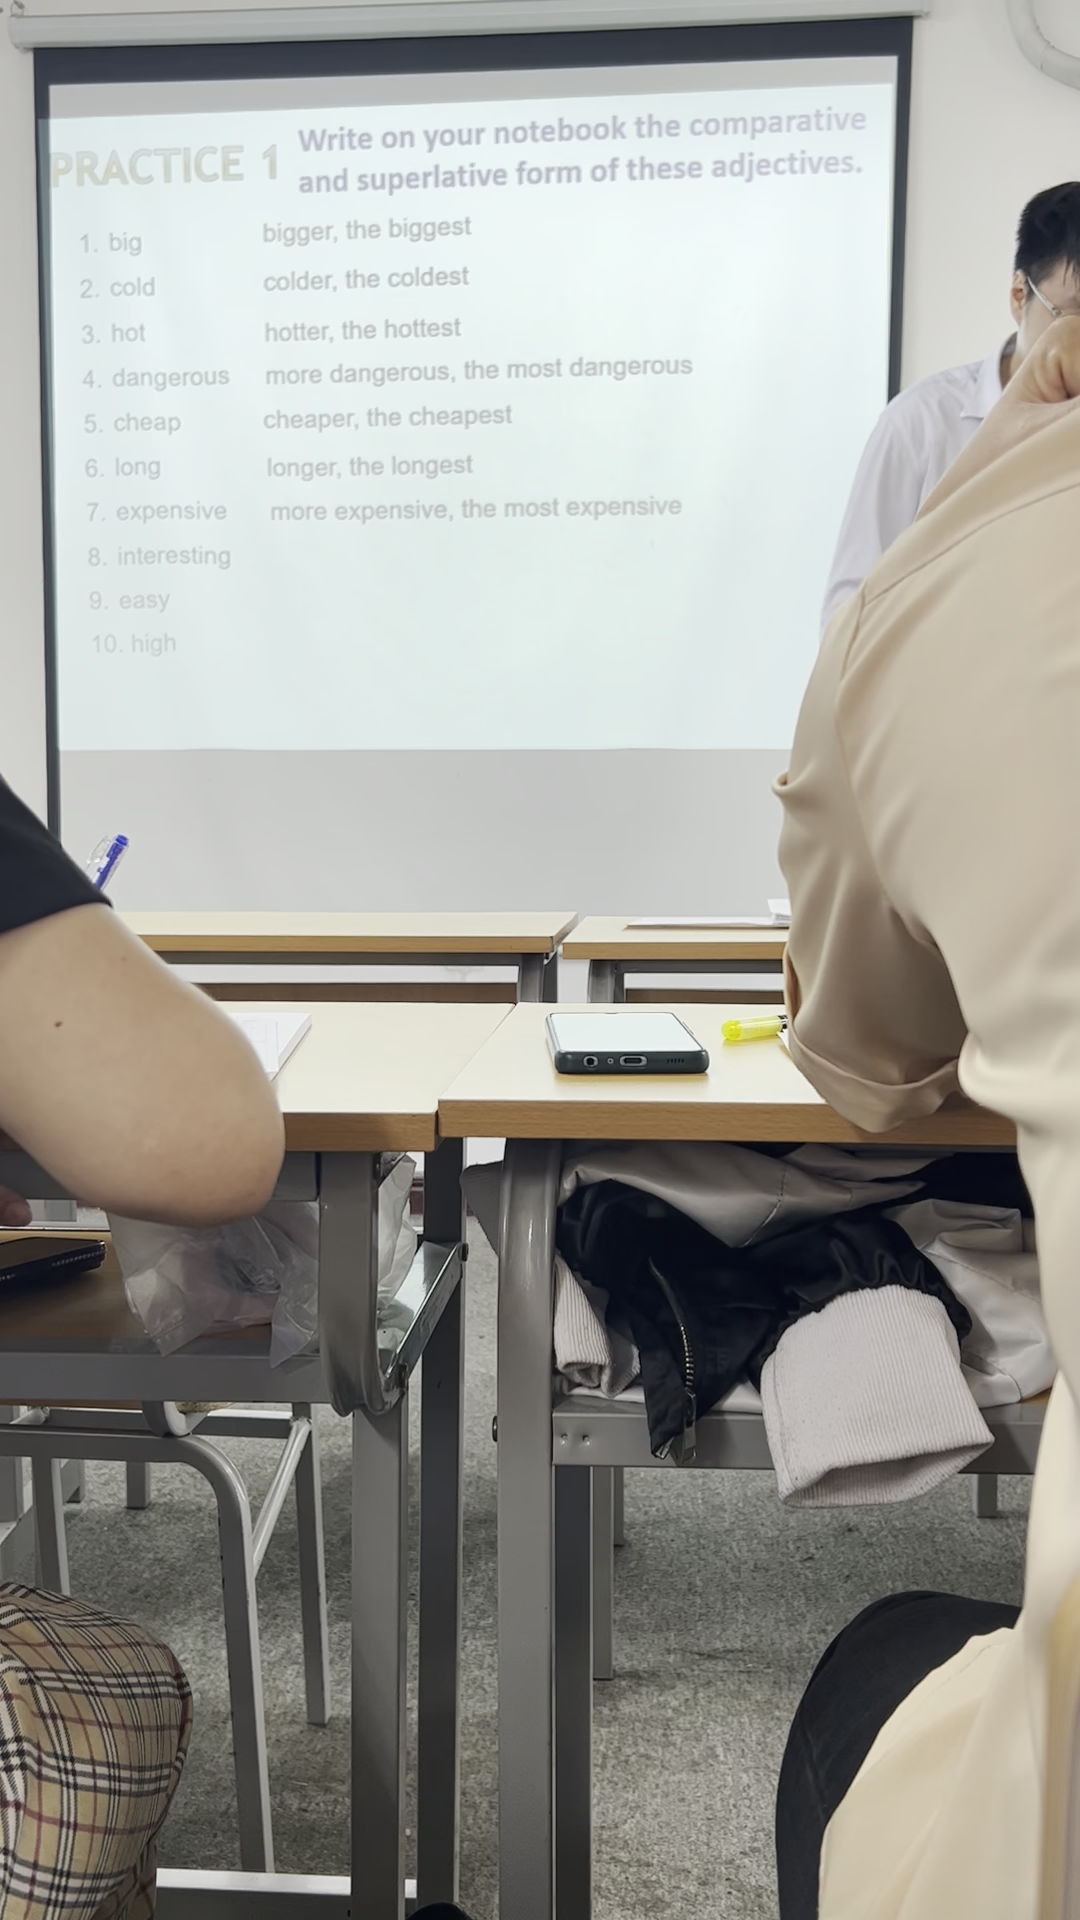 PRACTICE 1
Write on your notebook the comparative
and superlative form of these adjectives.
1. big bigger, the biggest
2. cold colder, the coldest
3. hot hotter, the hottest
4. dangerous more dangerous, the most dangerous
5. cheap cheaper, the cheapest
6. long longer, the longest
7. expensive more expensive, the most expensive
8. interesting
9. easy
10. high